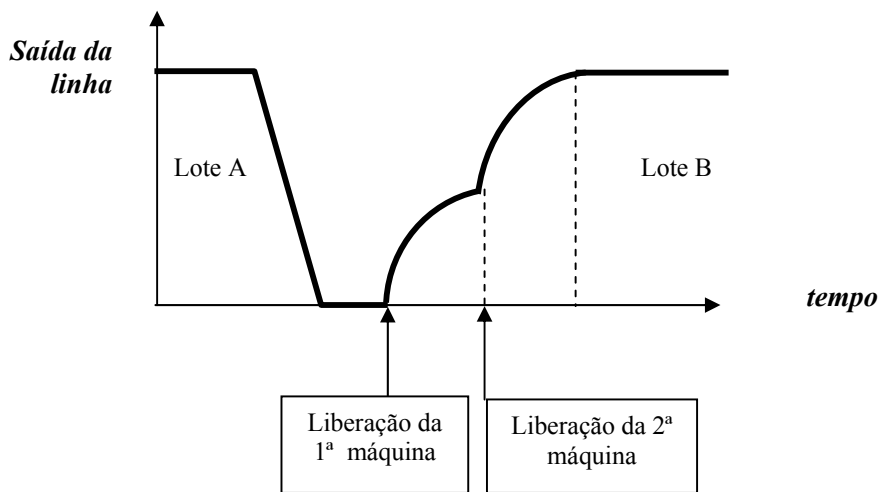 Saída da
linha
Lote A
Lote B
tempo
Liberação da
1ª máquina
Liberação da 2ª
máquina